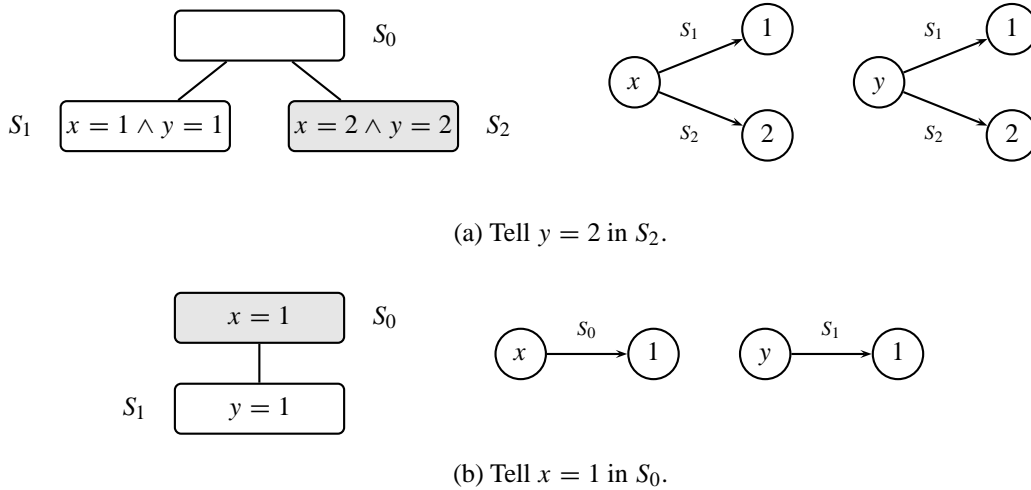 S₀
S₁ x = 1 ∧ y = 1 x = 2 ∧ y = 2 S₂
x S₁ 1 S₂ 2
y S₁ 1 S₂ 2
(a) Tell y = 2 in S₂.
x = 1 S₀
S₁ y = 1
x S₀ 1
y S₁ 1
(b) Tell x = 1 in S₀.